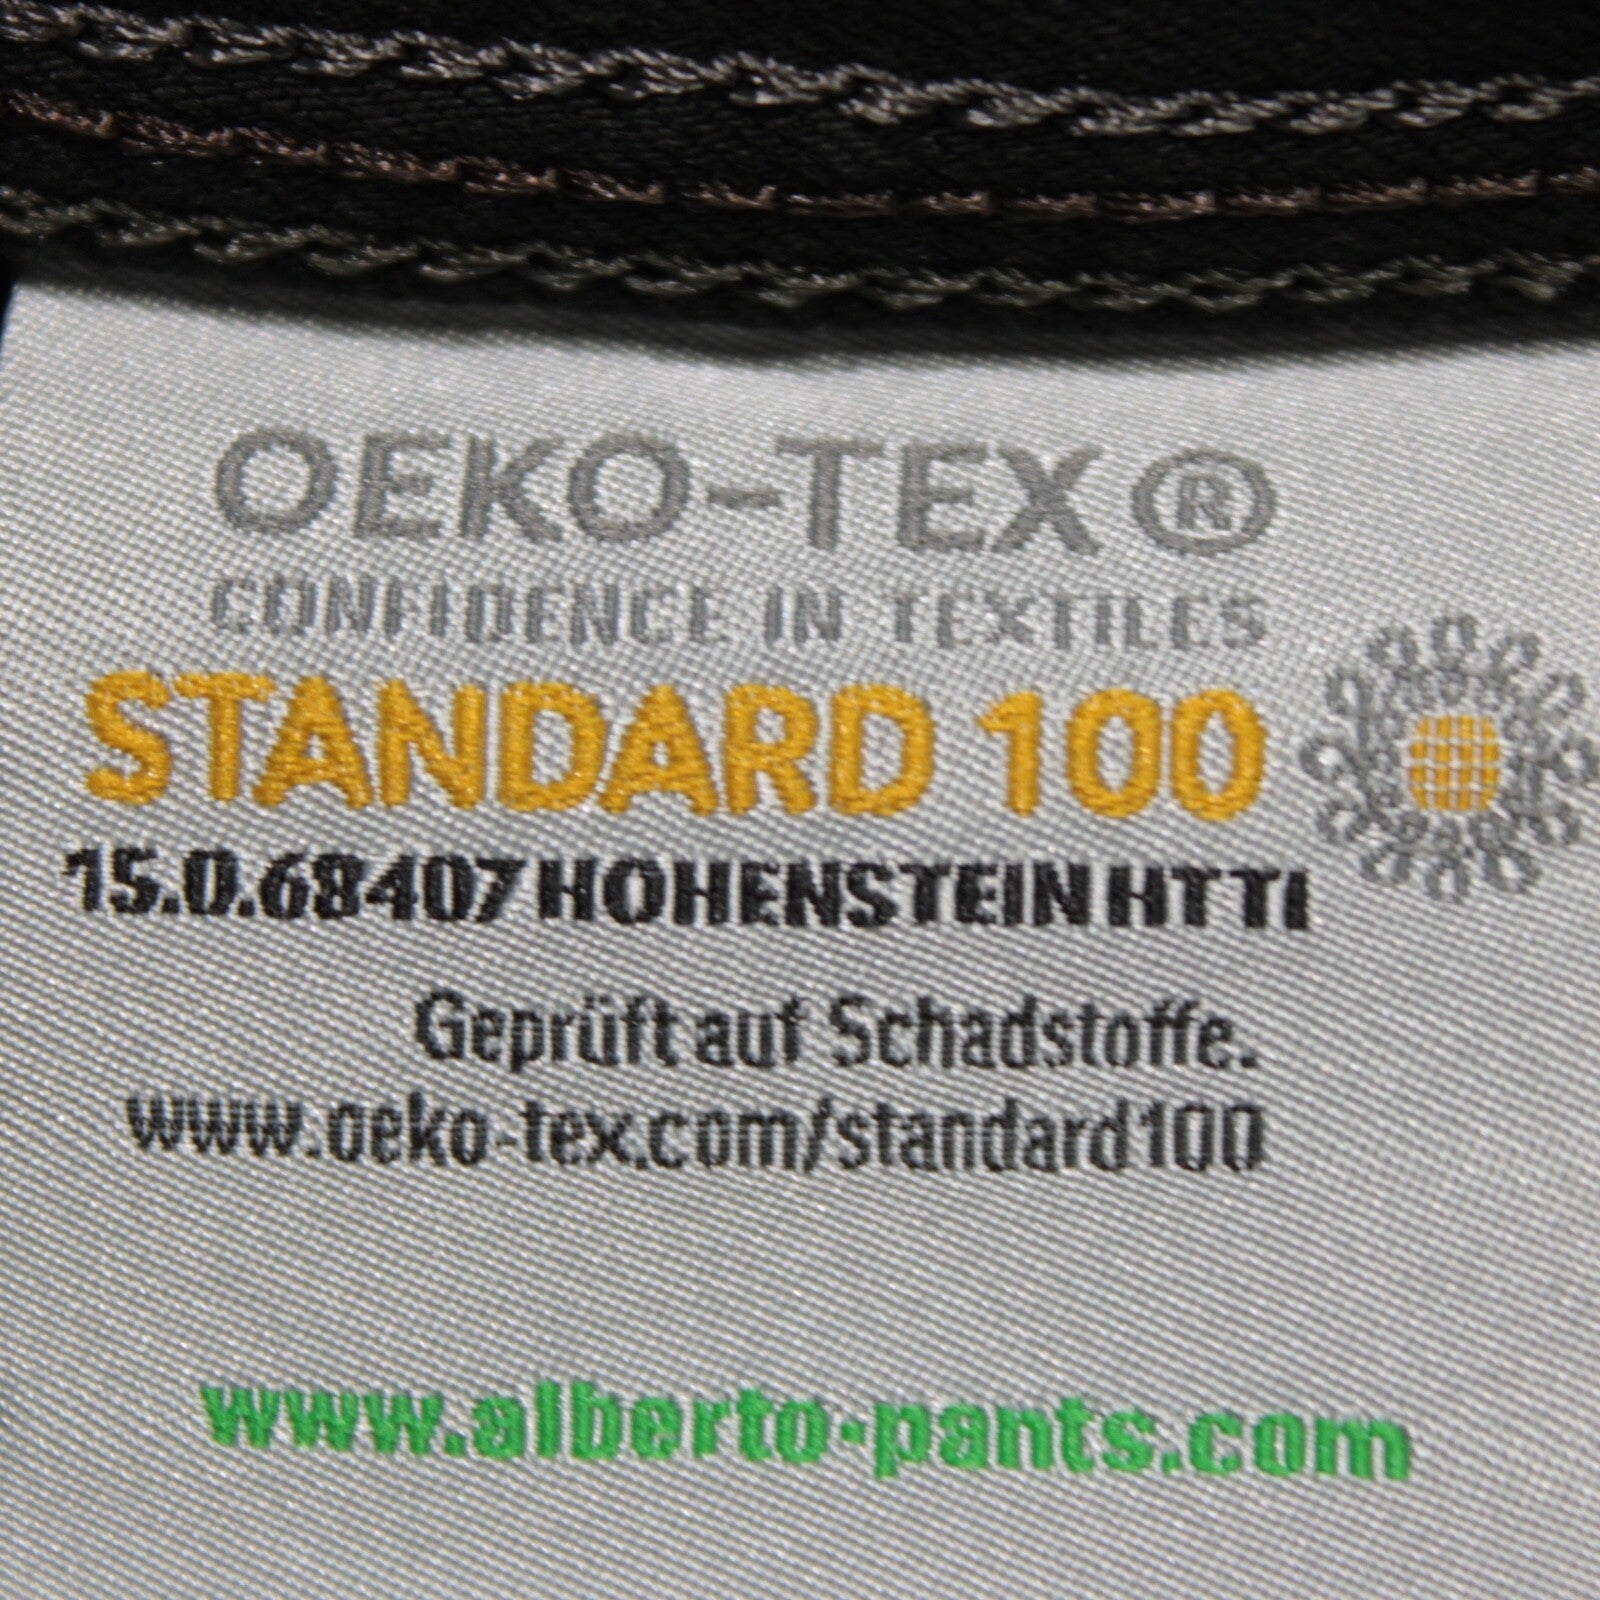 OEKO-TEX®
CONFIDENCE IN TEXTILES
STANDARD 100
15.0.68407 HOHENSTEIN HTTI
Geprüft auf Schadstoffe.
www.oeko-tex.com/standard100
www.alberto-pants.com